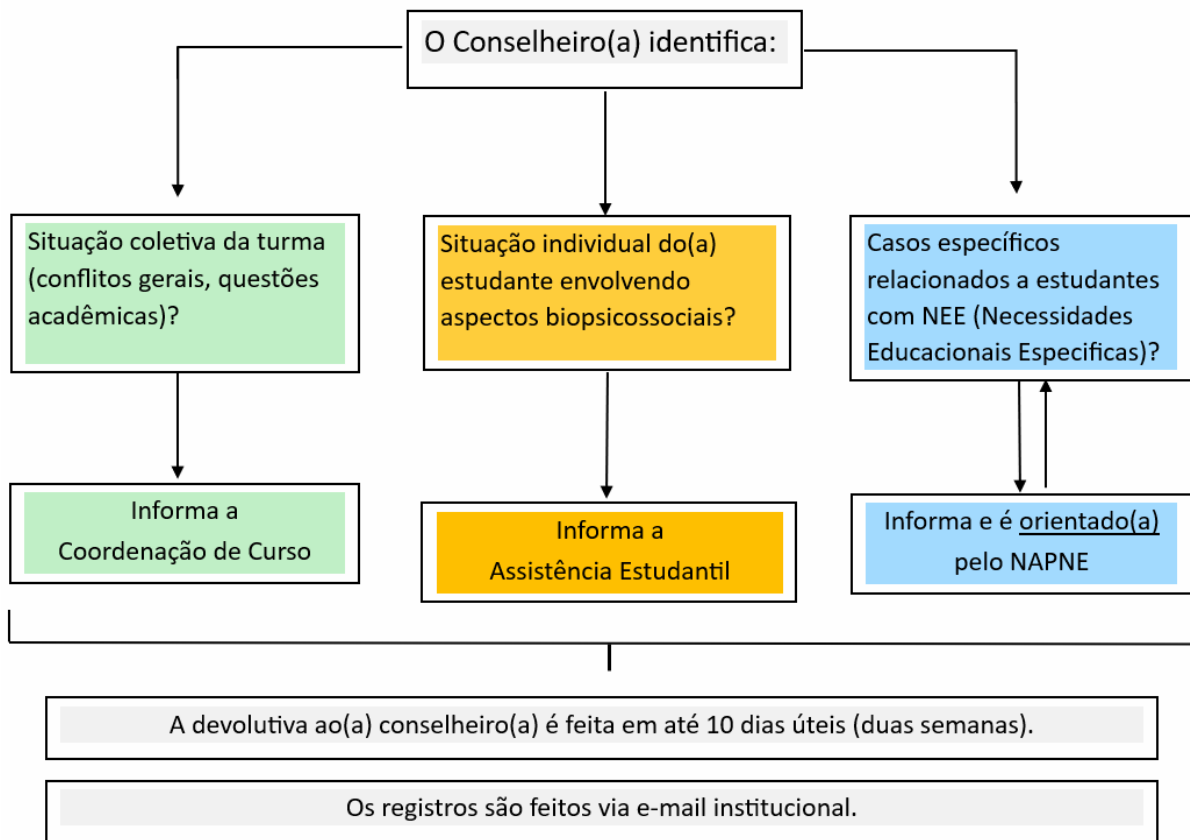 O Conselheiro(a) identifica:
Situação coletiva da turma
(conflitos gerais, questões
acadêmicas)?
Situação individual do(a)
estudante envolvendo
aspectos biopsicossociais?
Casos específicos
relacionados a estudantes
com NEE (Necessidades
Educacionais Especificas)?
Informa a
Coordenação de Curso
Informa a
Assistência Estudantil
Informa e é orientado(a)
pelo NAPNE
A devolutiva ao(a) conselheiro(a) é feita em até 10 dias úteis (duas semanas).
Os registros são feitos via e-mail institucional.